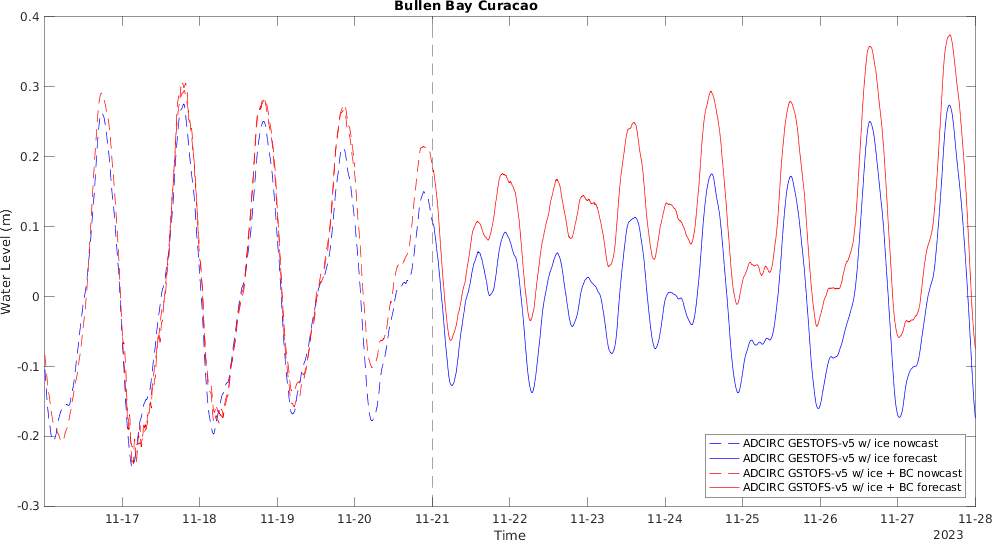 Bullen Bay Curacao
Water Level (m)
0.4
0.3
0.2
0.1
0
-0.1
-0.2
-0.3
11-17 11-18 11-19 11-20 11-21 11-22 11-23 11-24 11-25 11-26 11-27 11-28
Time
2023
ADCIRC GESTOFS-v5 w/ ice nowcast
ADCIRC GESTOFS-v5 w/ ice forecast
ADCIRC GSTOFS-v5 w/ ice + BC nowcast
ADCIRC GSTOFS-v5 w/ ice + BC forecast